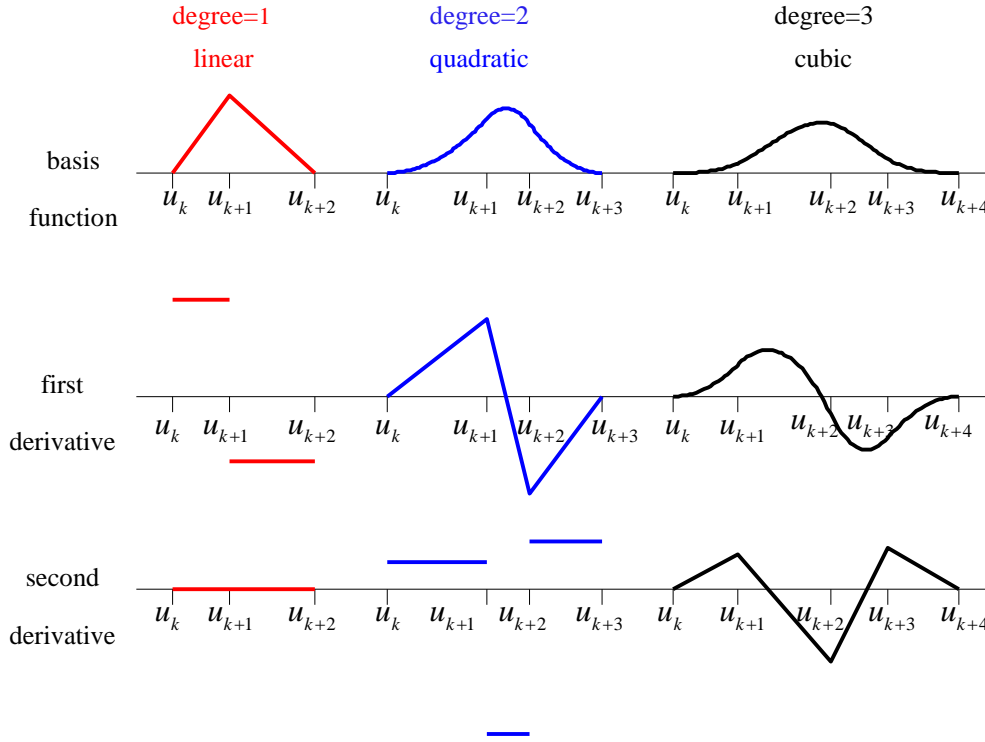 degree=1 degree=2 degree=3
linear quadratic cubic
basis
function
u_k u_{k+1} u_{k+2} u_k u_{k+1} u_{k+2} u_{k+3} u_k u_{k+1} u_{k+2} u_{k+3} u_{k+4}
first
derivative
u_k u_{k+1} u_{k+2} u_k u_{k+1} u_{k+2} u_{k+3} u_k u_{k+1} u_{k+2} u_{k+3} u_{k+4}
second
derivative
u_k u_{k+1} u_{k+2} u_k u_{k+1} u_{k+2} u_{k+3} u_k u_{k+1} u_{k+2} u_{k+3} u_{k+4}